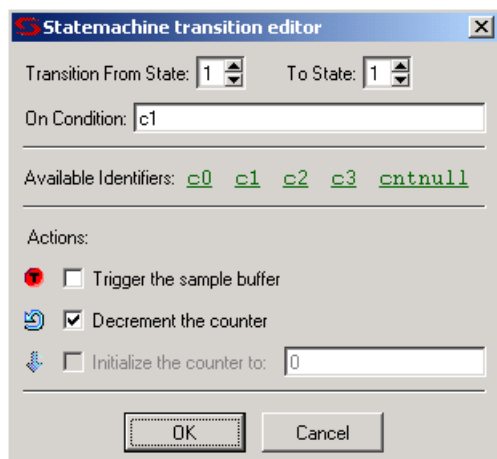 Statemachine transition editor
Transition From State: 1 To State: 1
On Condition: c1
Available Identifiers: c0 c1 c2 c3 cntnull
Actions:
T Trigger the sample buffer
Decrement the counter
Initialize the counter to: 0
OK Cancel